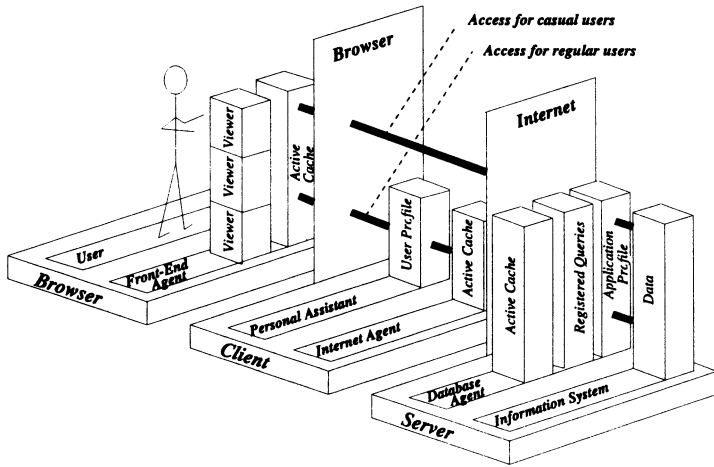 Access for casual users
Access for regular users
Browser
Internet
Viewer
Viewer
Viewer
Active
Cache
User Profile
Active Cache
Active Cache
Registered Queries
Application
Profile
Data
User
Front-End
Agent
Browser
Personal Assistant
Internet Agent
Client
Database
Agent
Information System
Server